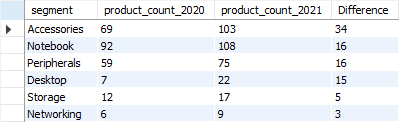 segment product_count_2020 product_count_2021 Difference
Accessories 69 103 34
Notebook 92 108 16
Peripherals 59 75 16
Desktop 7 22 15
Storage 12 17 5
Networking 6 9 3